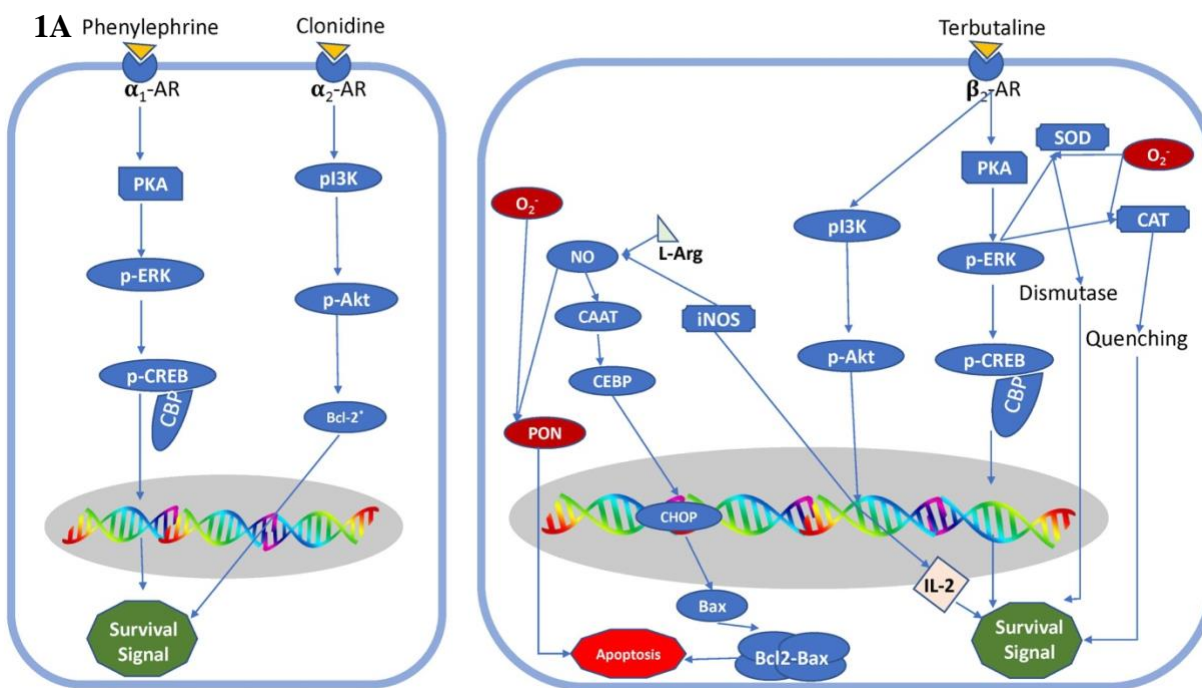 1A
Phenylephrine
Clonidine
α₁-AR
α₂-AR
PKA
pI3K
p-ERK
p-Akt
p-CREB
CBP
Bcl-2*
Survival
Signal
Terbutaline
β₂-AR
SOD
O₂⁻
PKA
CAT
O₂⁻
L-Arg
pI3K
NO
p-ERK
Dismutase
CAAT
iNOS
Quenching
p-Akt
p-CREB
CEBP
CBP
PON
CHOP
IL-2
Bax
Survival
Signal
Apoptosis
Bcl2-Bax